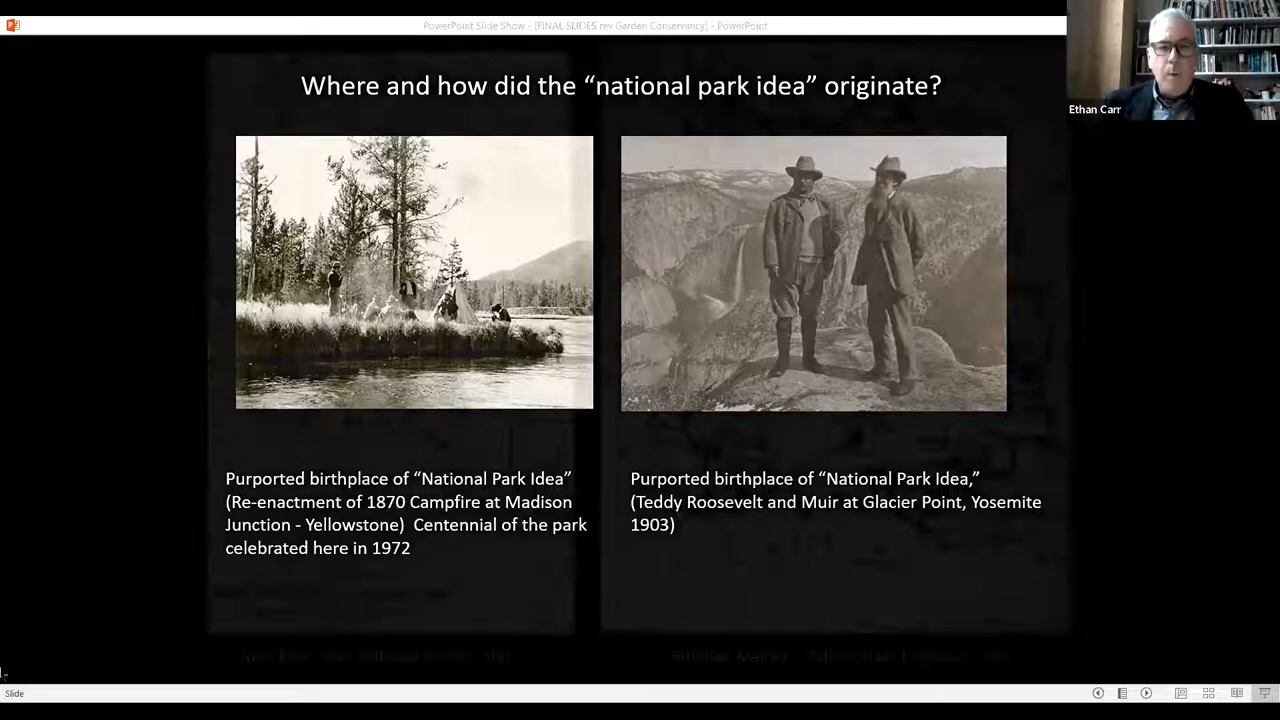 PowerPoint Slide Show - [FINAL SLIDES rev Garden Conservancy] - PowerPoint
Ethan Carr
Where and how did the “national park idea” originate?
Purported birthplace of “National Park Idea”
(Re-enactment of 1870 Campfire at Madison
Junction - Yellowstone)  Centennial of the park
celebrated here in 1972
Purported birthplace of “National Park Idea,”
(Teddy Roosevelt and Muir at Glacier Point, Yosemite
1903)
Slide